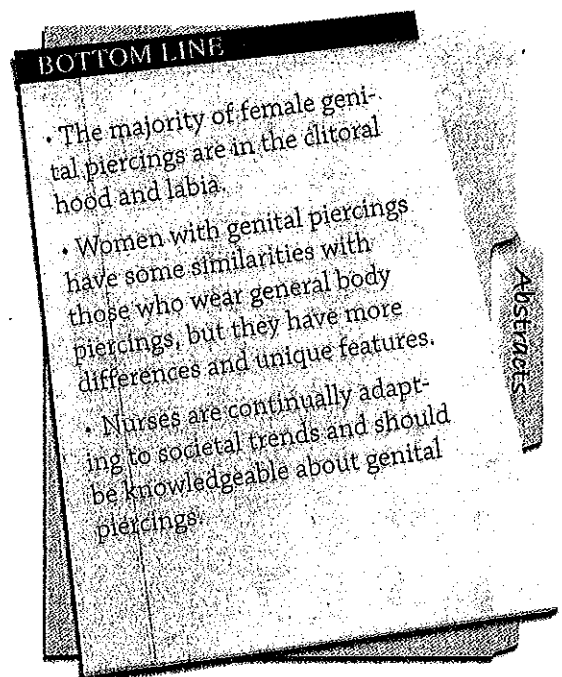 BOTTOM LINE
• The majority of female geni-
tal piercings are in the clitoral
hood and labia.
• Women with genital piercings
have some similarities with
those who wear general body
piercings, but they have more
differences and unique features.
• Nurses are continually adapt-
ing to societal trends and should
be knowledgeable about genital
piercings.
Abstracts